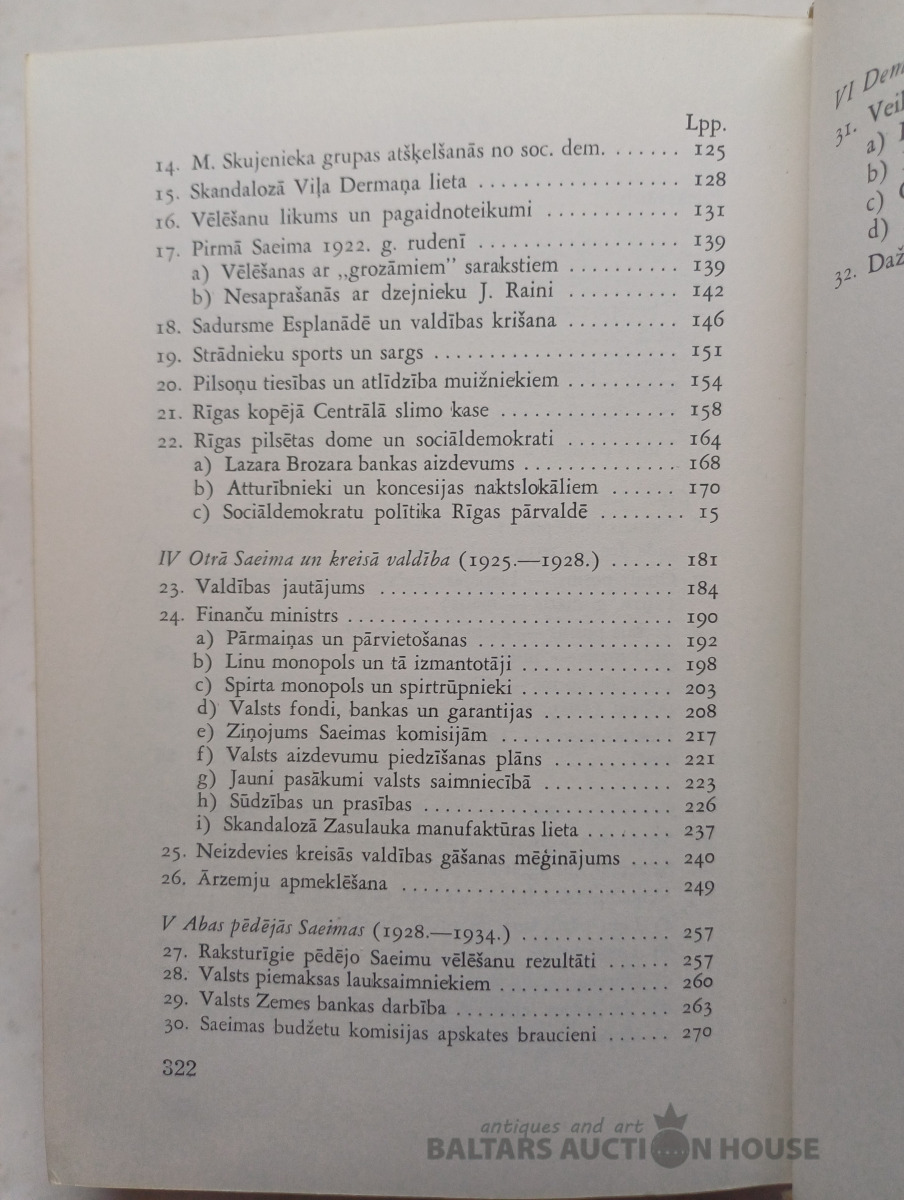 Lpp.
14. M. Skujenieka grupas atšķelšanās no soc. dem. . . . . . . . 125
15. Skandalozā Viļa Dermaņa lieta . . . . . . . . . . . . . . . . . . 128
16. Vēlēšanu likums un pagaidnoteikumi . . . . . . . . . . . . 131
17. Pirmā Saeima 1922. g. rudenī . . . . . . . . . . . . . . . . . . 139
a) Vēlēšanas ar „grozāmiem” sarakstiem . . . . . . . . . . 139
b) Nesaprašanās ar dzejnieku J. Raini . . . . . . . . . . 142
18. Sadursme Esplanādē un valdības krišana . . . . . . . . . . 146
19. Strādnieku sports un sargs . . . . . . . . . . . . . . . . . . . . . . 151
20. Pilsoņu tiesības un atlīdzība muižniekiem . . . . . . . . . . 154
21. Rīgas kopējā Centrālā slimo kase . . . . . . . . . . . . . . . . 158
22. Rīgas pilsētas dome un sociāldemokrati . . . . . . . . . . 164
a) Lazara Brozara bankas aizdevums . . . . . . . . . . . . . . 168
b) Atturībnieki un koncesijas naktslokāliem . . . . . . 170
c) Sociāldemokratu polītika Rīgas pārvaldē . . . . . . . . 15
IV Otrā Saeima un kreisā valdība (1925.—1928.) . . . . . . 181
23. Valdības jautājums . . . . . . . . . . . . . . . . . . . . . . . . . . 184
24. Finanču ministrs . . . . . . . . . . . . . . . . . . . . . . . . . . . . . 190
a) Pārmaiņas un pārvietošanas . . . . . . . . . . . . . . . . . . 192
b) Linu monopols un tā izmantotāji . . . . . . . . . . . . . . 198
c) Spirta monopols un spirtrūpnieki . . . . . . . . . . . . . . 203
d) Valsts fondi, bankas un garantijas . . . . . . . . . . . . 208
e) Ziņojums Saeimas komisijām . . . . . . . . . . . . . . . . 217
f) Valsts aizdevumu piedzīšanas plāns . . . . . . . . . . . 221
g) Jauni pasākumi valsts saimniecībā . . . . . . . . . . . . 223
h) Sūdzības un prasības . . . . . . . . . . . . . . . . . . . . . . 226
i) Skandalozā Zasulauka manufaktūras lieta . . . . . . . . 237
25. Neizdevies kreisās valdības gāšanas mēģinājums . . . . 240
26. Ārzemju apmeklēšana . . . . . . . . . . . . . . . . . . . . . . . . 249
V Abas pēdējās Saeimas (1928.—1934.) . . . . . . . . . . . . . . 257
27. Raksturīgie pēdējo Saeimu vēlēšanu rezultāti . . . . . . 257
28. Valsts piemaksas lauksaimniekiem . . . . . . . . . . . . . . . . 260
29. Valsts Zemes bankas darbība . . . . . . . . . . . . . . . . . . . . 263
30. Saeimas budžetu komisijas apskates braucieni . . . . . . 270
322
VI
31.
a)
b)
c)
d)
32.
antiques and art
BALTARS AUCTION HOUSE